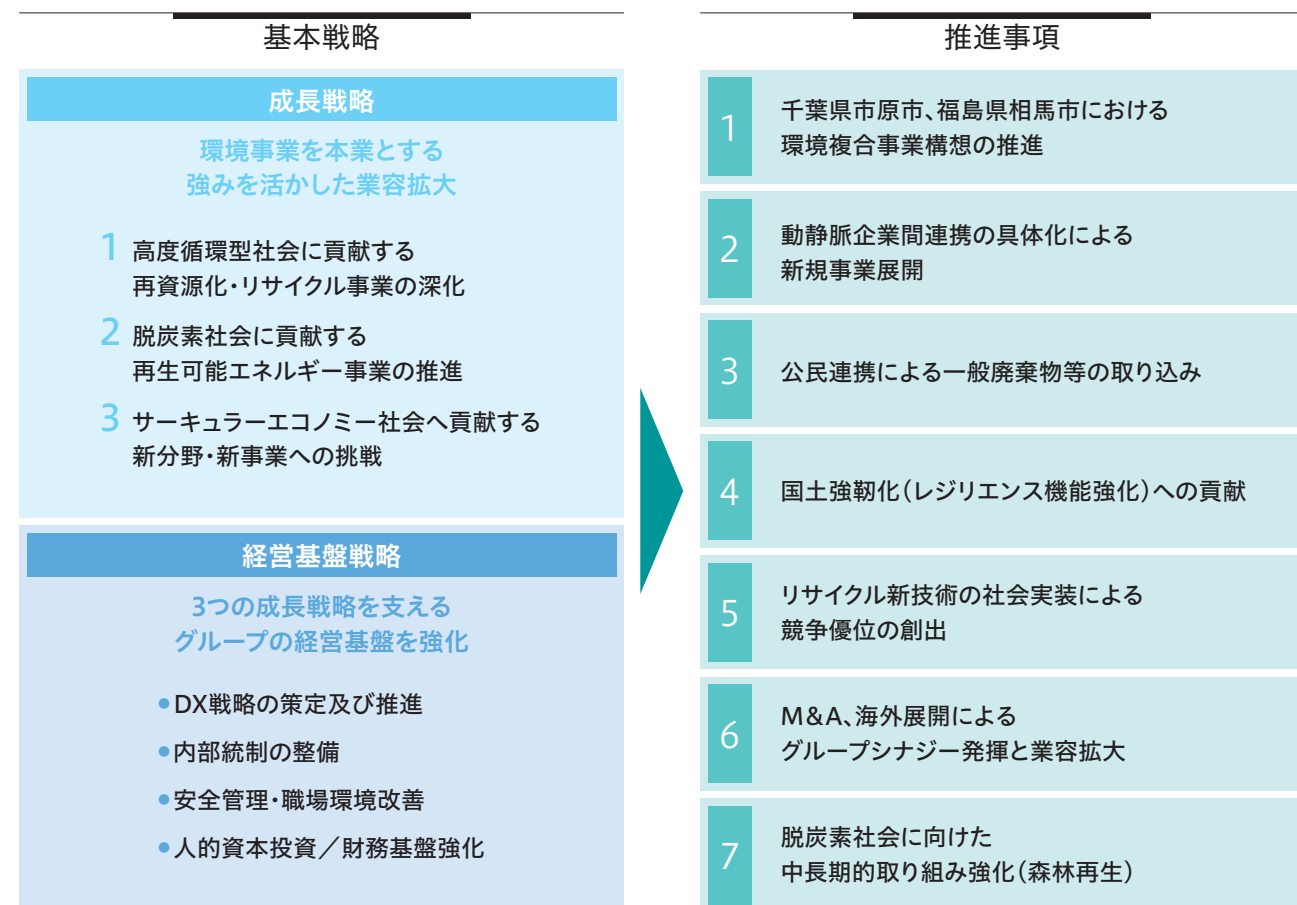 基本戦略
成長戦略
環境事業を本業とする
強みを活かした業容拡大
1 高度循環型社会に貢献する
再資源化・リサイクル事業の深化
2 脱炭素社会に貢献する
再生可能エネルギー事業の推進
3 サーキュラーエコノミー社会へ貢献する
新分野・新事業への挑戦
経営基盤戦略
3つの成長戦略を支える
グループの経営基盤を強化
●DX戦略の策定及び推進
●内部統制の整備
●安全管理・職場環境改善
●人的資本投資／財務基盤強化
推進事項
1 千葉県市原市、福島県相馬市における
環境複合事業構想の推進
2 動静脈企業間連携の具体化による
新規事業展開
3 公民連携による一般廃棄物等の取り込み
4 国土強靭化（レジリエンス機能強化）への貢献
5 リサイクル新技術の社会実装による
競争優位の創出
6 M&A、海外展開による
グループシナジー発揮と業容拡大
7 脱炭素社会に向けた
中長期的取り組み強化（森林再生）